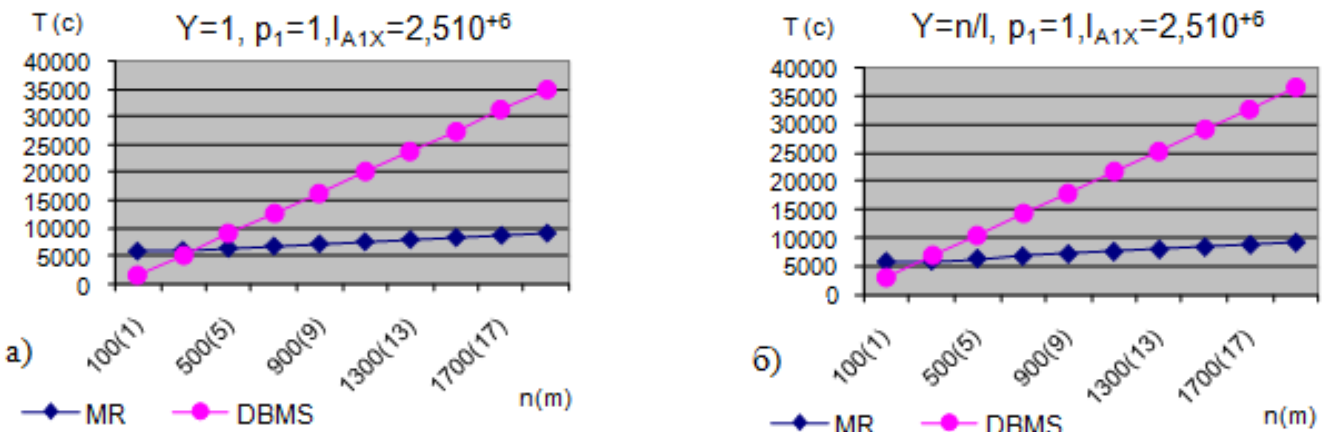 T (c)
Y=1, p₁=1,l_A1X=2,510⁺⁶
40000
35000
30000
25000
20000
15000
10000
5000
0
100(1)
500(5)
900(9)
1300(13)
1700(17)
n(m)
а)
MR
DBMS
T (c)
Y=n/l, p₁=1,l_A1X=2,510⁺⁶
40000
35000
30000
25000
20000
15000
10000
5000
0
100(1)
500(5)
900(9)
1300(13)
1700(17)
n(m)
б)
MR
DBMS